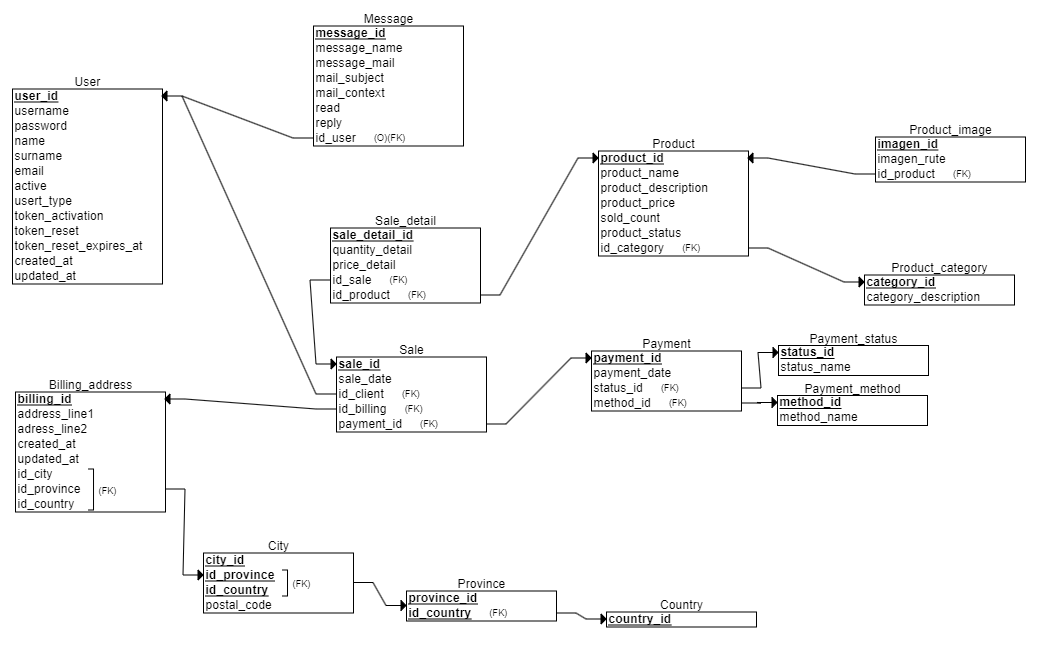 Message
message_id
message_name
message_mail
mail_subject
mail_context
read
reply
id_user (O)(FK)
User
user_id
username
password
name
surname
email
active
usert_type
token_activation
token_reset
token_reset_expires_at
created_at
updated_at
Product
product_id
product_name
product_description
product_price
sold_count
product_status
id_category (FK)
Product_image
imagen_id
imagen_rute
id_product (FK)
Sale_detail
sale_detail_id
quantity_detail
price_detail
id_sale (FK)
id_product (FK)
Product_category
category_id
category_description
Sale
sale_id
sale_date
id_client (FK)
id_billing (FK)
payment_id (FK)
Payment
payment_id
payment_date
status_id (FK)
method_id (FK)
Payment_status
status_id
status_name
Payment_method
method_id
method_name
Billing_address
billing_id
address_line1
adress_line2
created_at
updated_at
id_city
id_province (FK)
id_country
City
city_id
id_province (FK)
id_country
postal_code
Province
province_id
id_country (FK)
Country
country_id